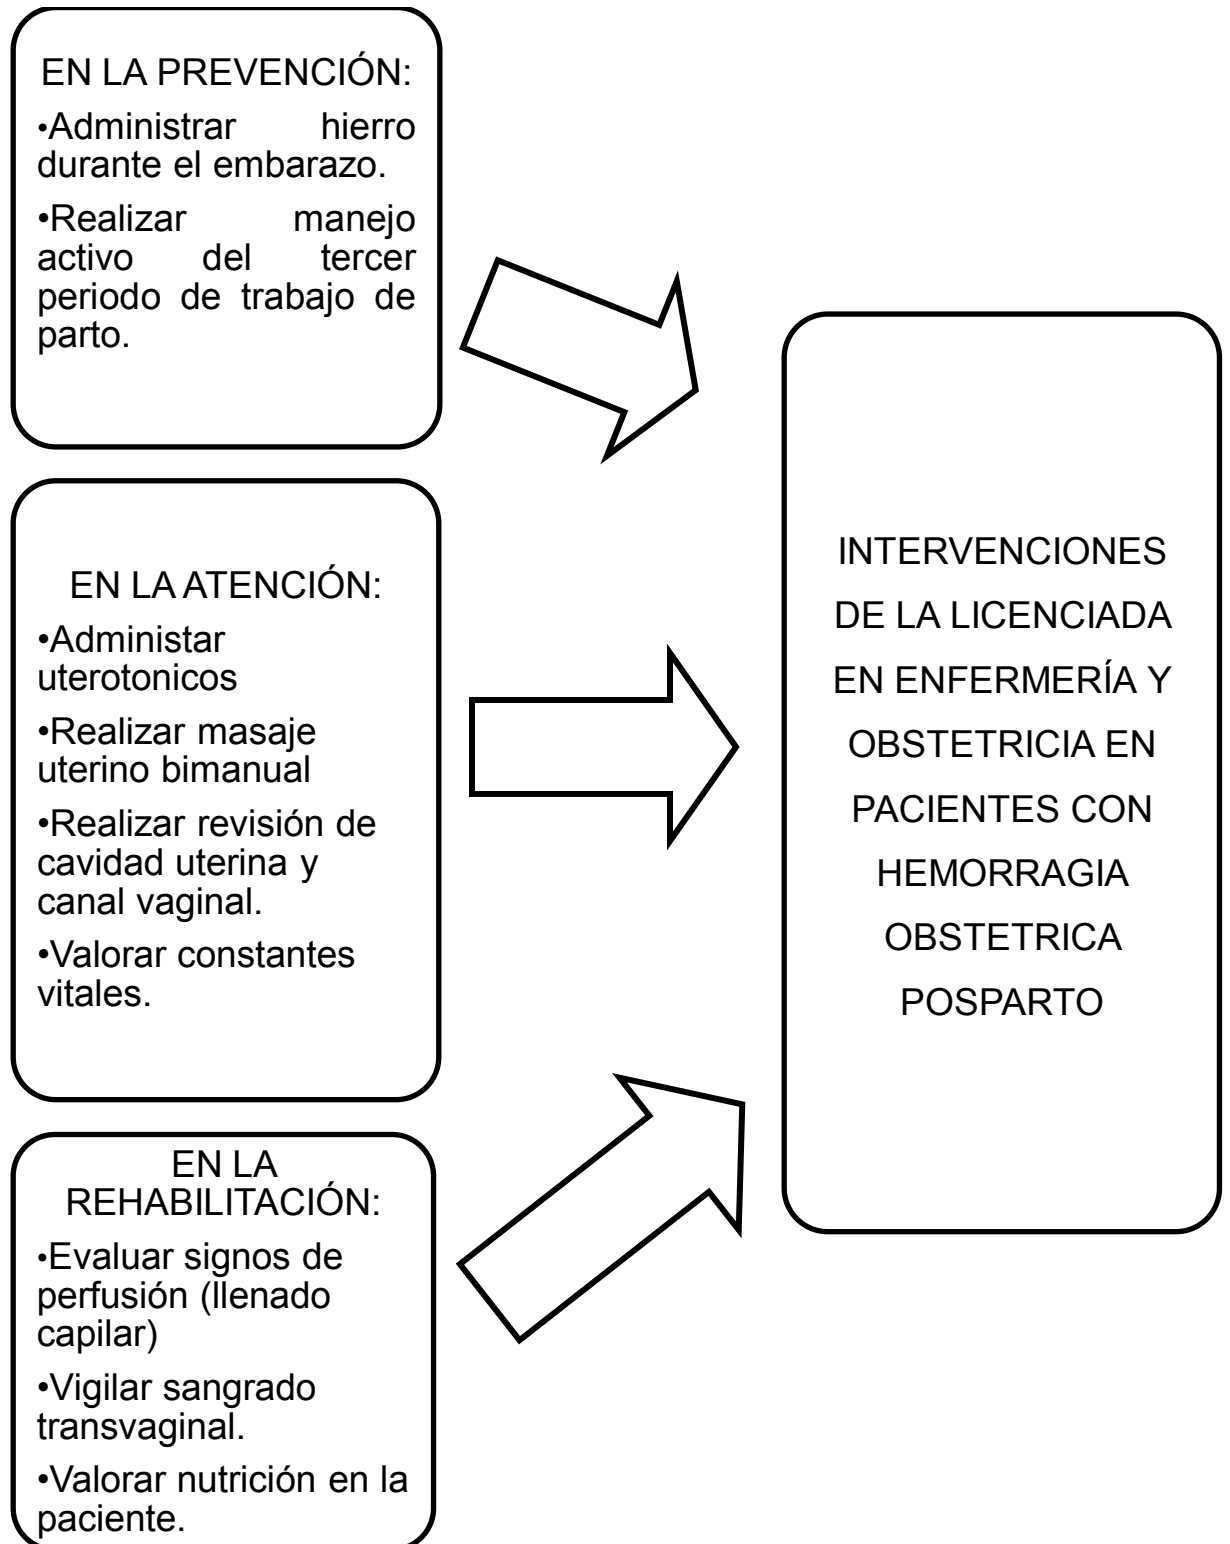 EN LA PREVENCIÓN:
•Administrar hierro
durante el embarazo.
•Realizar manejo
activo del tercer
periodo de trabajo de
parto.
EN LA ATENCIÓN:
•Administar
uterotonicos
•Realizar masaje
uterino bimanual
•Realizar revisión de
cavidad uterina y
canal vaginal.
•Valorar constantes
vitales.
EN LA
REHABILITACIÓN:
•Evaluar signos de
perfusión (llenado
capilar)
•Vigilar sangrado
transvaginal.
•Valorar nutrición en la
paciente.
INTERVENCIONES
DE LA LICENCIADA
EN ENFERMERÍA Y
OBSTETRICIA EN
PACIENTES CON
HEMORRAGIA
OBSTETRICA
POSPARTO